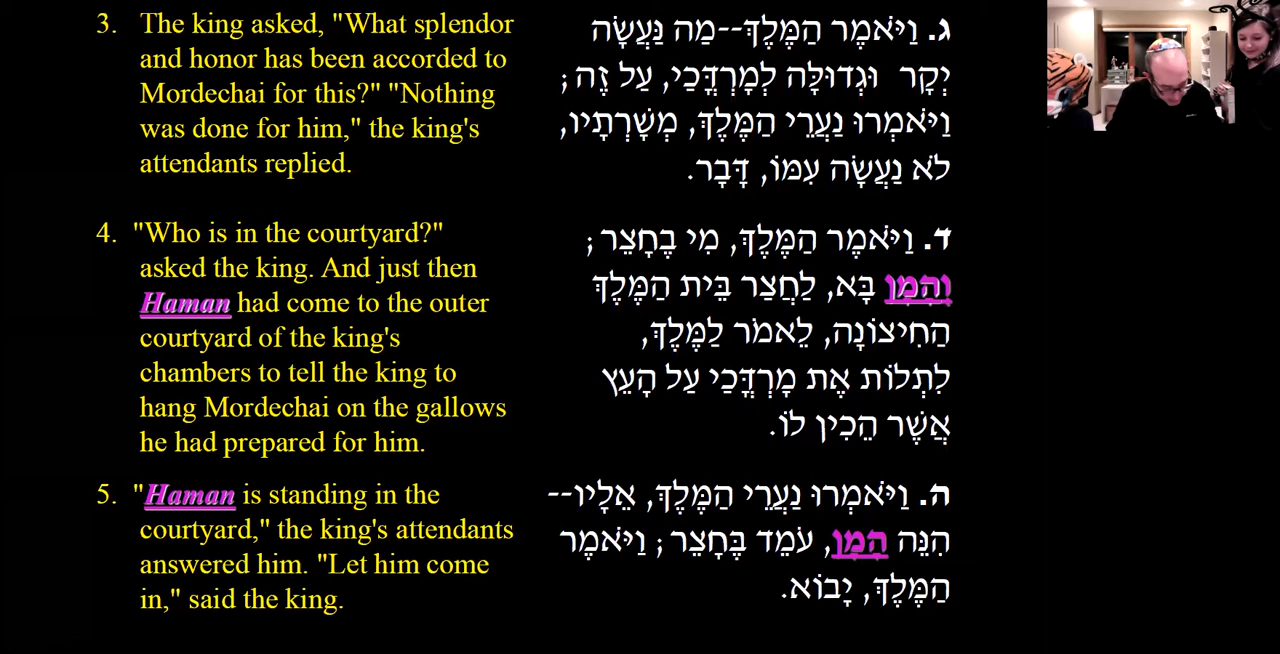 3. The king asked, "What splendor
and honor has been accorded to
Mordechai for this?" "Nothing
was done for him," the king's
attendants replied.
ג. וַיֹּאמֶר הַמֶּלֶךְ--מַה נַּעֲשָׂה
יְקָר וּגְדוּלָּה לְמָרְדֳּכַי, עַל זֶה;
וַיֹּאמְרוּ נַעֲרֵי הַמֶּלֶךְ, מְשָׁרְתָיו,
לֹא נַעֲשָׂה עִמּוֹ, דָּבָר.
4. "Who is in the courtyard?"
asked the king. And just then
Haman had come to the outer
courtyard of the king's
chambers to tell the king to
hang Mordechai on the gallows
he had prepared for him.
ד. וַיֹּאמֶר הַמֶּלֶךְ, מִי בֶחָצֵר;
וְהָמָן בָּא, לַחֲצַר בֵּית הַמֶּלֶךְ
הַחִיצוֹנָה, לֵאמֹר לַמֶּלֶךְ,
לִתְלוֹת אֶת מָרְדֳּכַי עַל הָעֵץ
אֲשֶׁר הֵכִין לוֹ.
5. "Haman is standing in the
courtyard," the king's attendants
answered him. "Let him come
in," said the king.
ה. וַיֹּאמְרוּ נַעֲרֵי הַמֶּלֶךְ, אֵלָיו--
הִנֵּה הָמָן, עֹמֵד בֶּחָצֵר; וַיֹּאמֶר
הַמֶּלֶךְ, יָבוֹא.